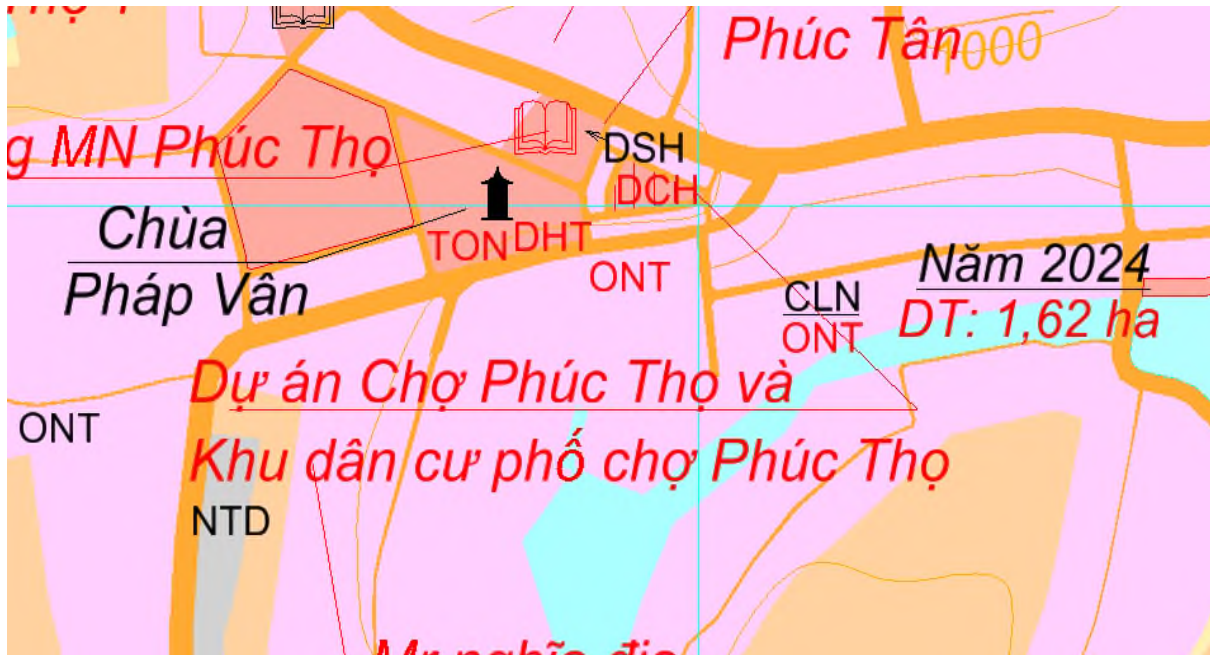 Phúc Tân
1000
g MN Phúc Thọ
DSH
DCH
Chùa
Pháp Vân
TON
DHT
ONT
Năm 2024
DT: 1,62 ha
CLN
ONT
Dự án Chợ Phúc Thọ và
Khu dân cư phố chợ Phúc Thọ
ONT
NTD